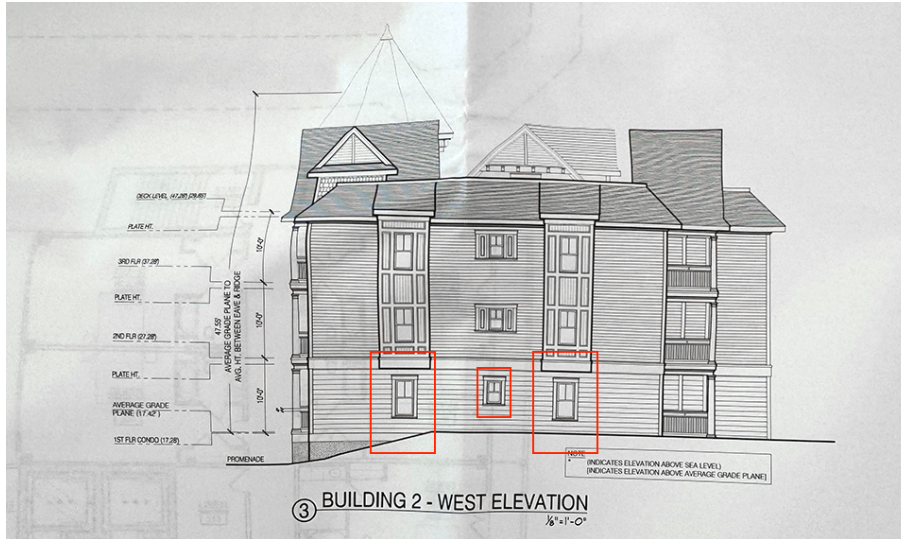 DECK LEVEL (47.28') [29.85']
PLATE HT.
3RD FLR (37.28')
PLATE HT.
2ND FLR (27.28')
PLATE HT.
AVERAGE GRADE
PLANE (17.42')
1ST FLR CONDO (17.28')
PROMENADE
47.55'
AVERAGE GRADE PLANE TO
AVG. HT. BETWEEN EAVE & RIDGE
10'-0"
10'-0"
10'-0"
NOTE
* (INDICATES ELEVATION ABOVE SEA LEVEL)
[INDICATES ELEVATION ABOVE AVERAGE GRADE PLANE]
3 BUILDING 2 - WEST ELEVATION
1/8"=1'-0"